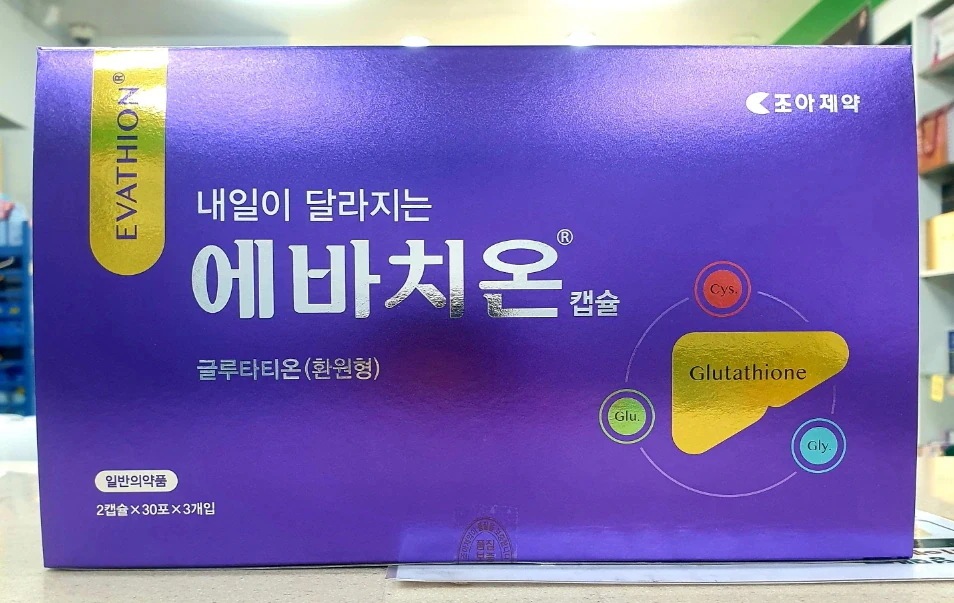 EVATHION®
조아제약
내일이 달라지는
에바치온® 캡슐
글루타티온(환원형)
Cys.
Glutathione
Glu.
Gly.
일반의약품
2캡슐×30포×3개입